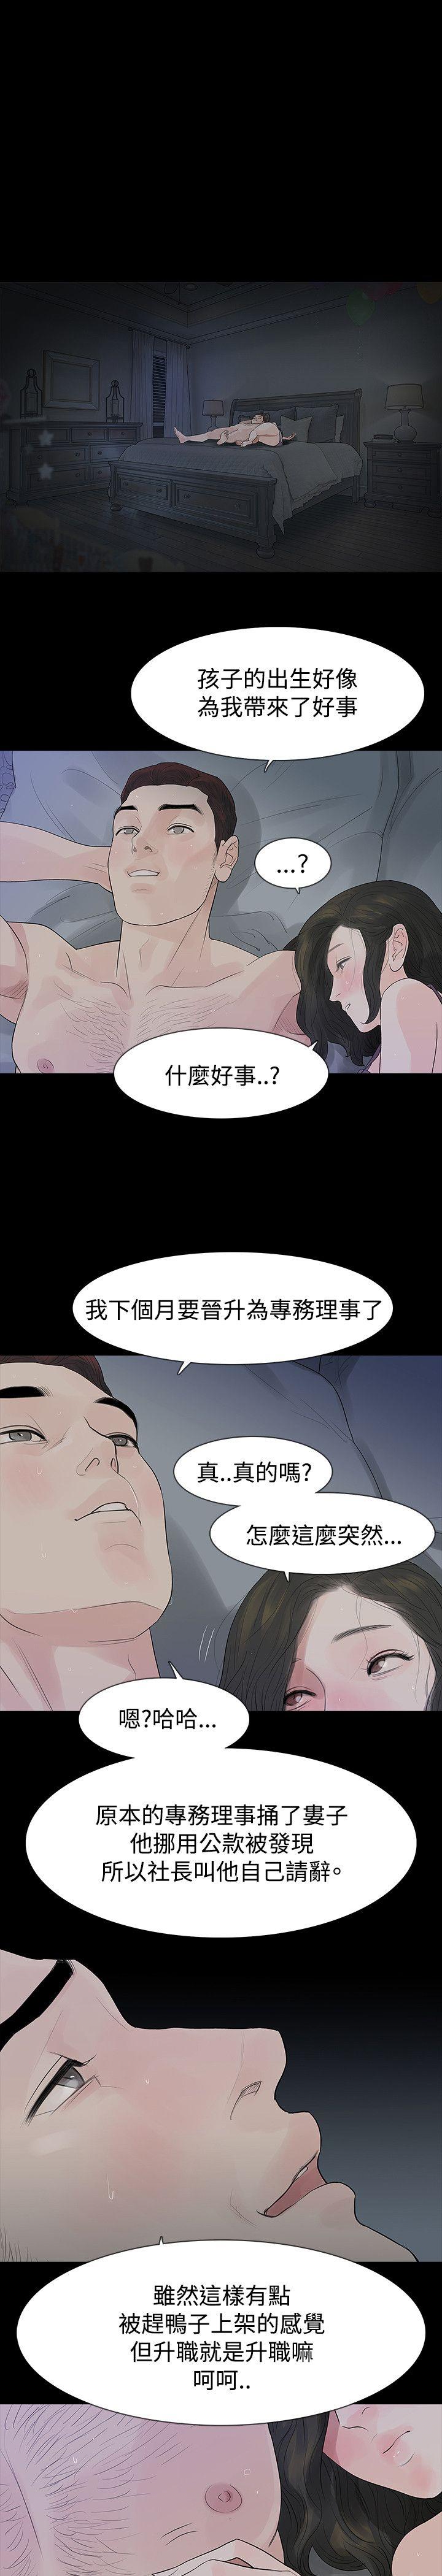 孩子的出生好像
為我帶來了好事
...?
什麼好事..?
我下個月要晉升為專務理事了
真..真的嗎?
怎麼這麼突然...
嗯?哈哈...
原本的專務理事捅了婁子
他挪用公款被發現
所以社長叫他自己請辭。
雖然這樣有點
被趕鴨子上架的感覺
但升職就是升職嘛
呵呵..